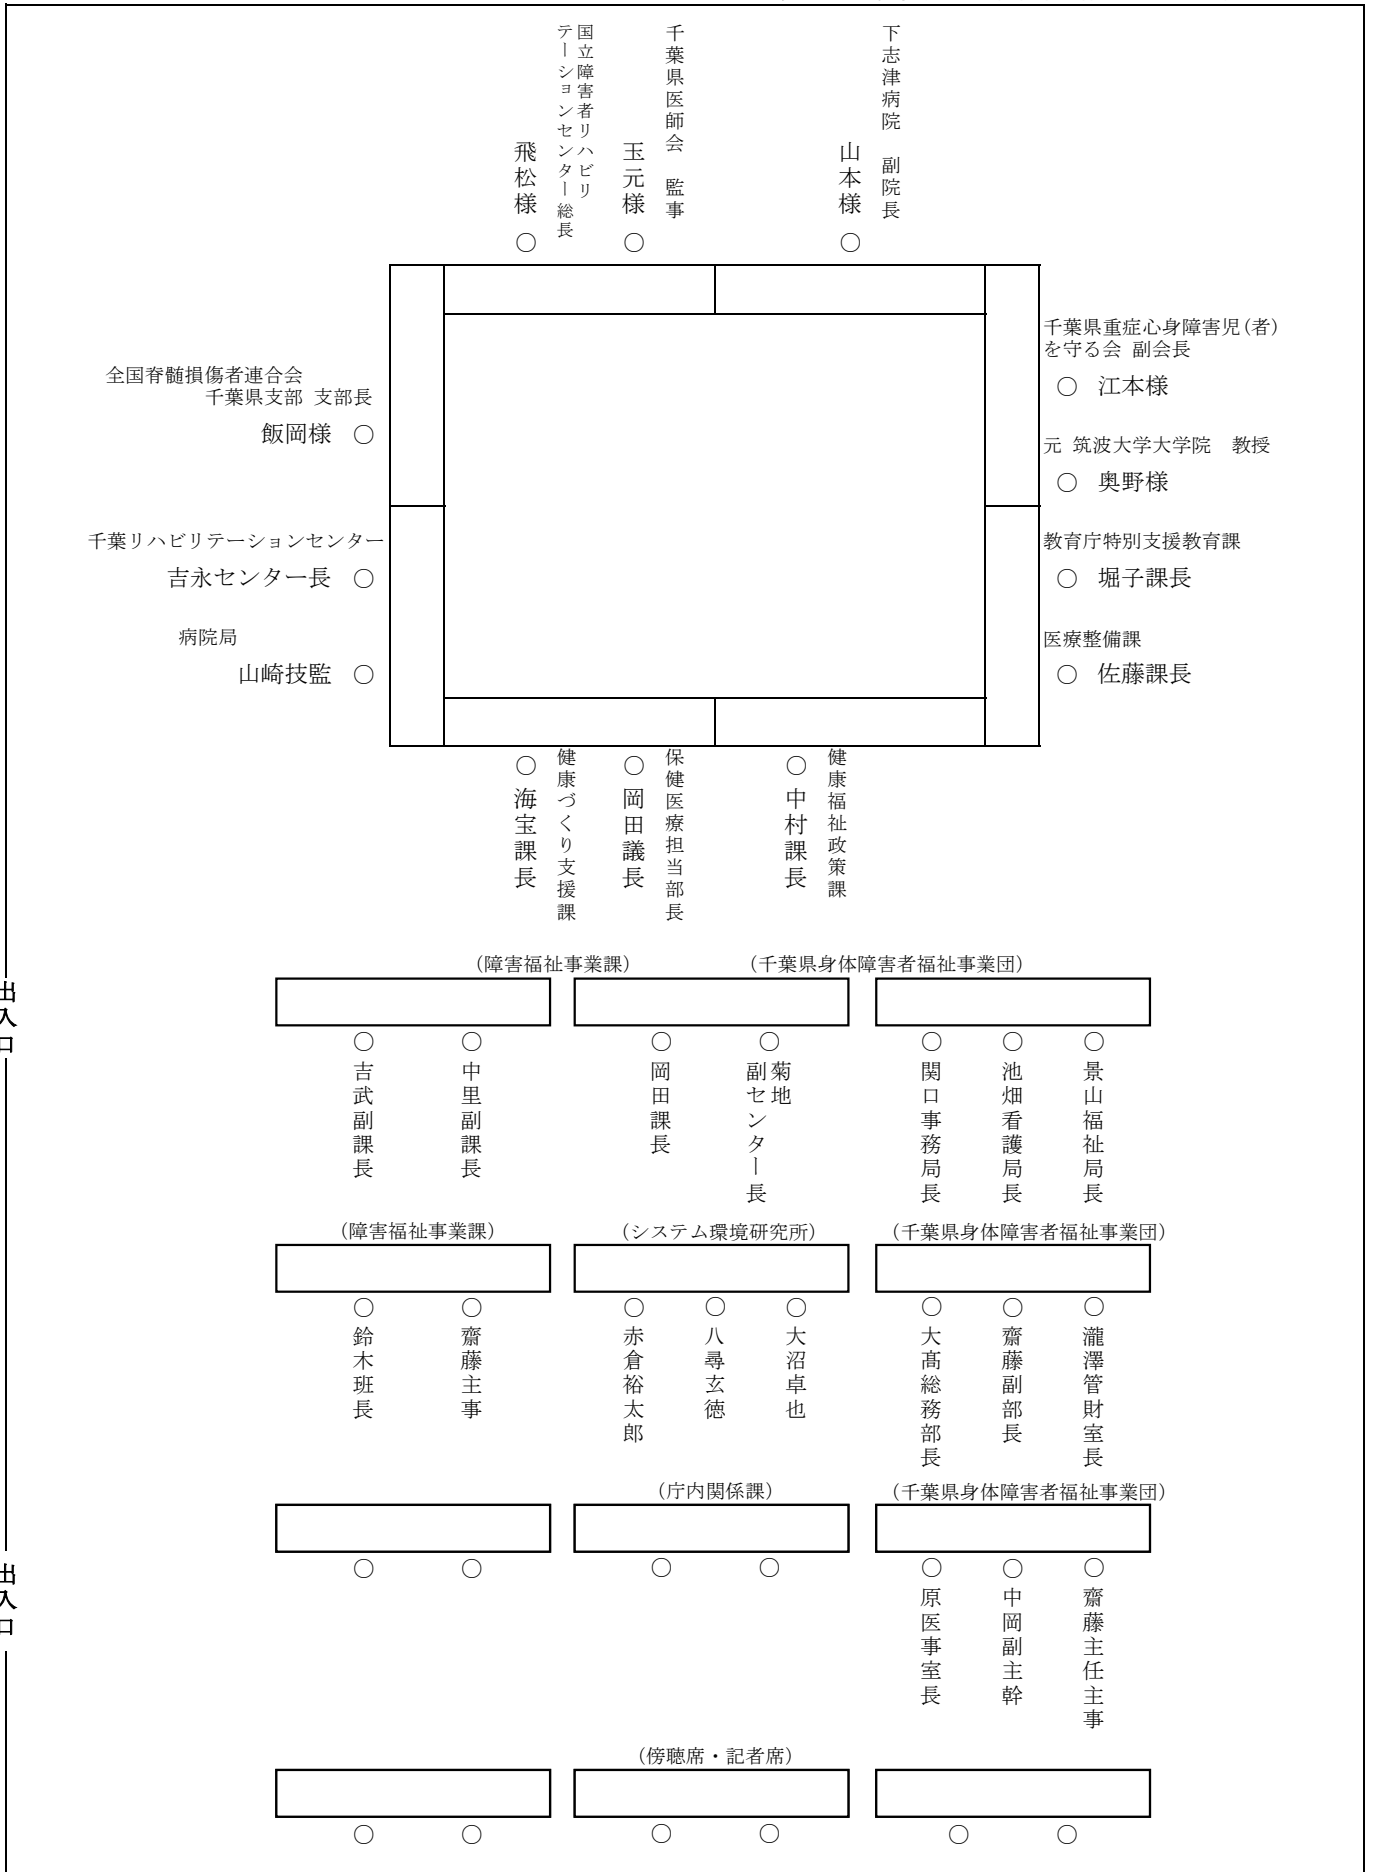 国立障害者リハビリ
テーションセンター総長
飛松様 ○
千葉県医師会 監事
玉元様 ○
下志津病院 副院長
山本様 ○
全国脊髄損傷者連合会
千葉県支部 支部長
飯岡様 ○
千葉リハビリテーションセンター
吉永センター長 ○
病院局
山崎技監 ○
千葉県重症心身障害児(者)
を守る会 副会長
○ 江本様
元 筑波大学大学院 教授
○ 奥野様
教育庁特別支援教育課
○ 堀子課長
医療整備課
○ 佐藤課長
健康づくり支援課
○ 海宝課長
保健医療担当部長
○ 岡田議長
健康福祉政策課
○ 中村課長
(障害福祉事業課)
(千葉県身体障害者福祉事業団)
○ 吉武副課長
○ 中里副課長
○ 岡田課長
○ 菊地
副センター長
○ 関口事務局長
○ 池畑看護局長
○ 景山福祉局長
出入口
(障害福祉事業課)
(システム環境研究所)
(千葉県身体障害者福祉事業団)
○ 鈴木班長
○ 齋藤主事
○ 赤倉裕太郎
○ 八尋玄徳
○ 大沼卓也
○ 大髙総務部長
○ 齋藤副部長
○ 瀧澤管財室長
(庁内関係課)
(千葉県身体障害者福祉事業団)
○ ○ ○ ○
○ 原医事室長
○ 中岡副主幹
○ 齋藤主任主事
出入口
(傍聴席・記者席)
○ ○ ○ ○ ○ ○